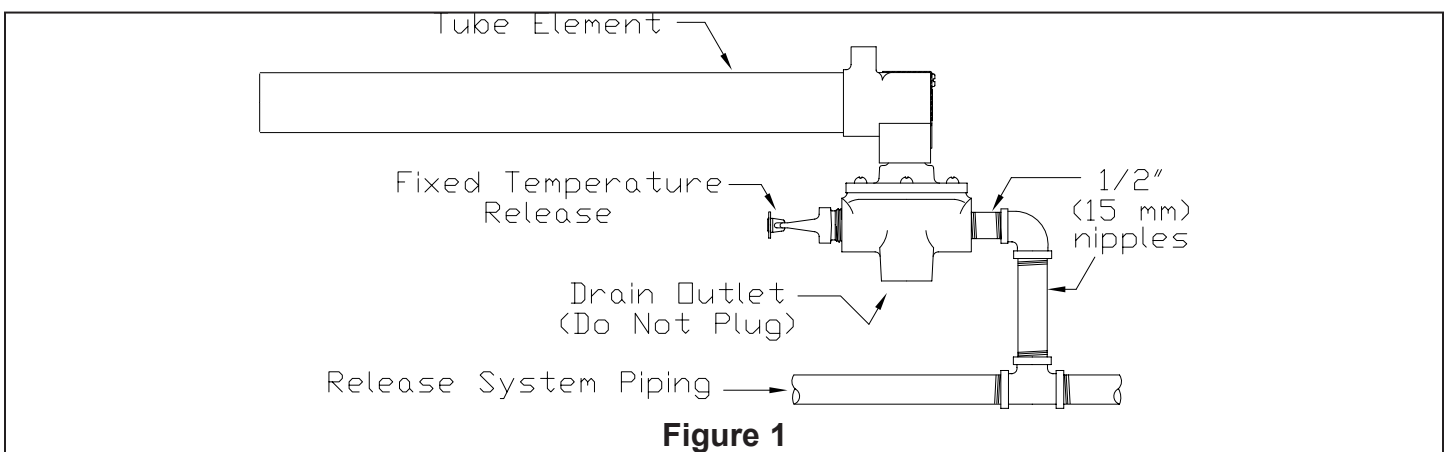 Tube Element
Fixed Temperature
Release
1/2"
(15 mm)
nipples
Drain Outlet
(Do Not Plug)
Release System Piping
Figure 1